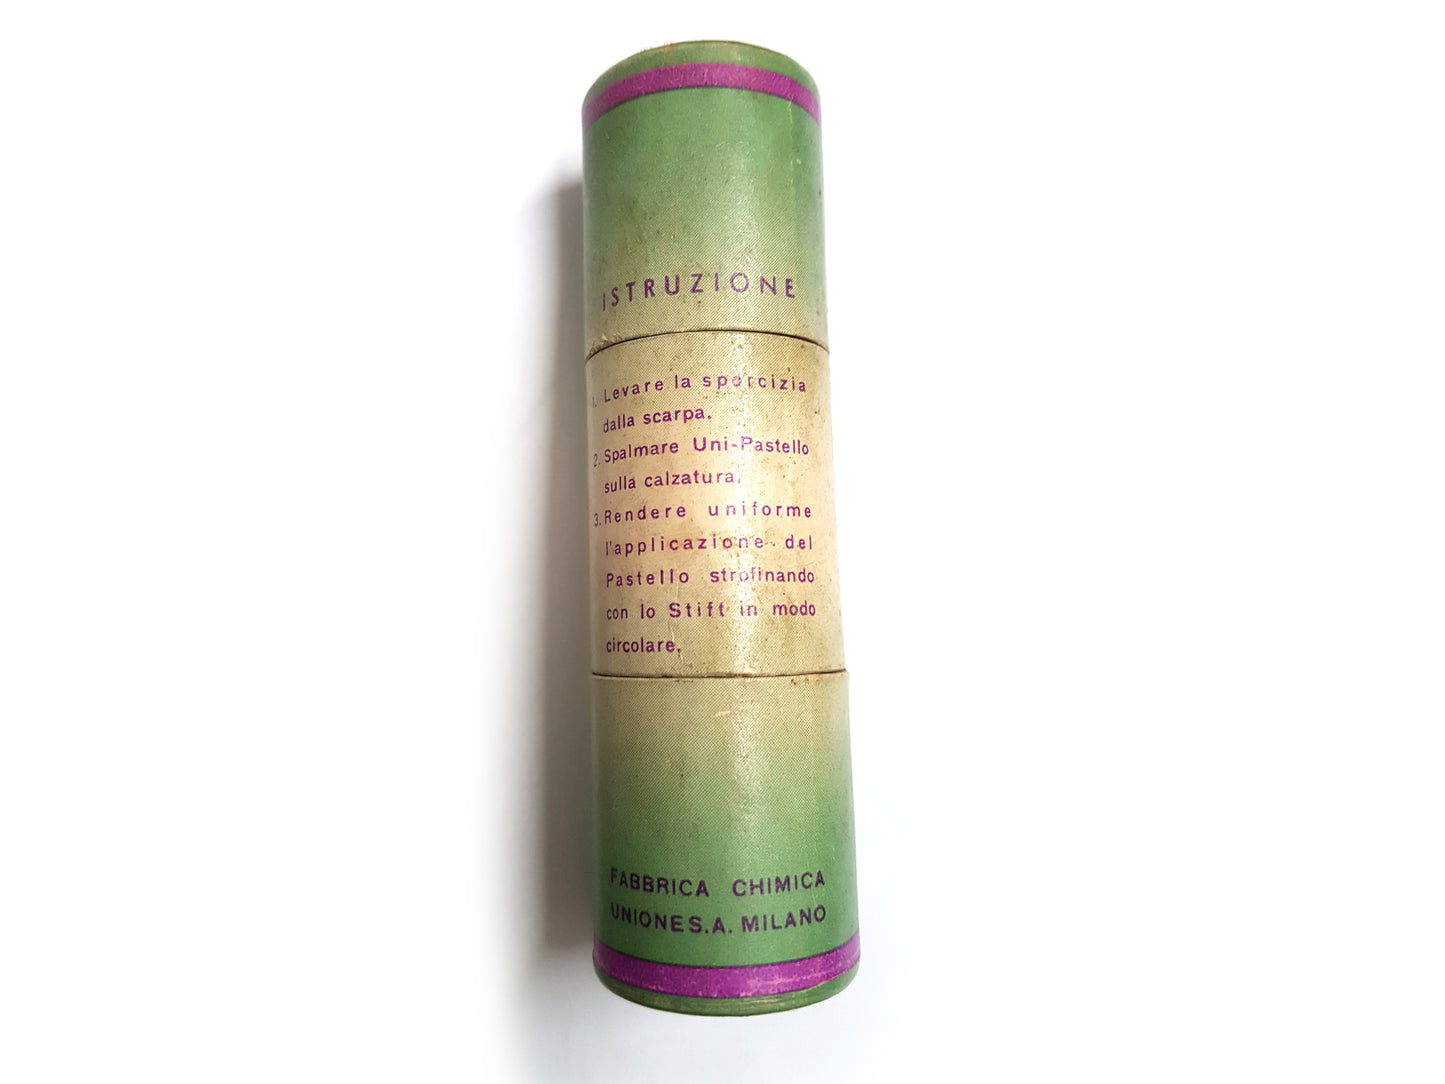 ISTRUZIONE
1. Levare la sporcizia
dalla scarpa.
2. Spalmare Uni-Pastello
sulla calzatura.
3. Rendere uniforme
l'applicazione del
Pastello strofinando
con lo Stift in modo
circolare.
FABBRICA CHIMICA
UNIONE S.A. MILANO